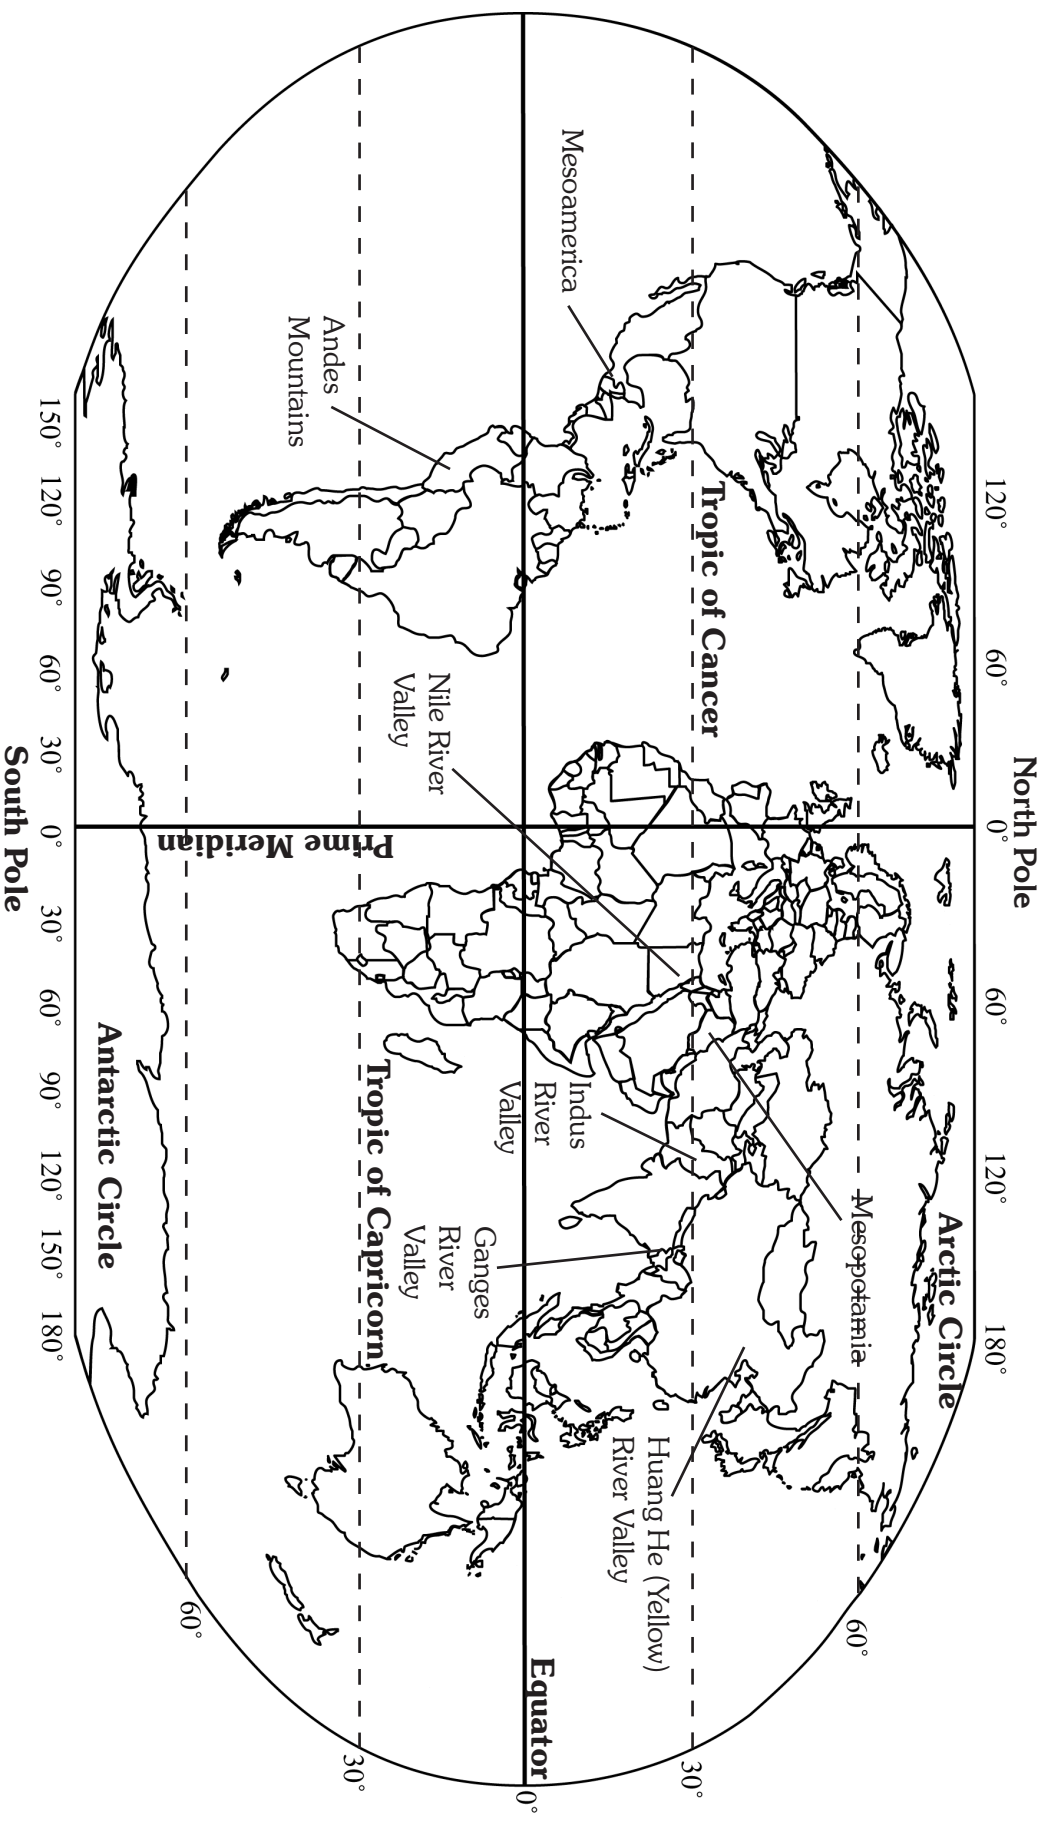 North Pole
120°
60°
0°
60°
120°
180°
Arctic Circle
60°
Mesopotamia
Tropic of Cancer
30°
Huang He (Yellow)
River Valley
Mesoamerica
Indus
River
Valley
Equator
0°
Ganges
River
Valley
Nile River
Valley
Andes
Mountains
Tropic of Capricorn
30°
Prime Meridian
60°
Antarctic Circle
150°
120°
90°
60°
30°
0°
30°
60°
90°
120°
150°
180°
South Pole